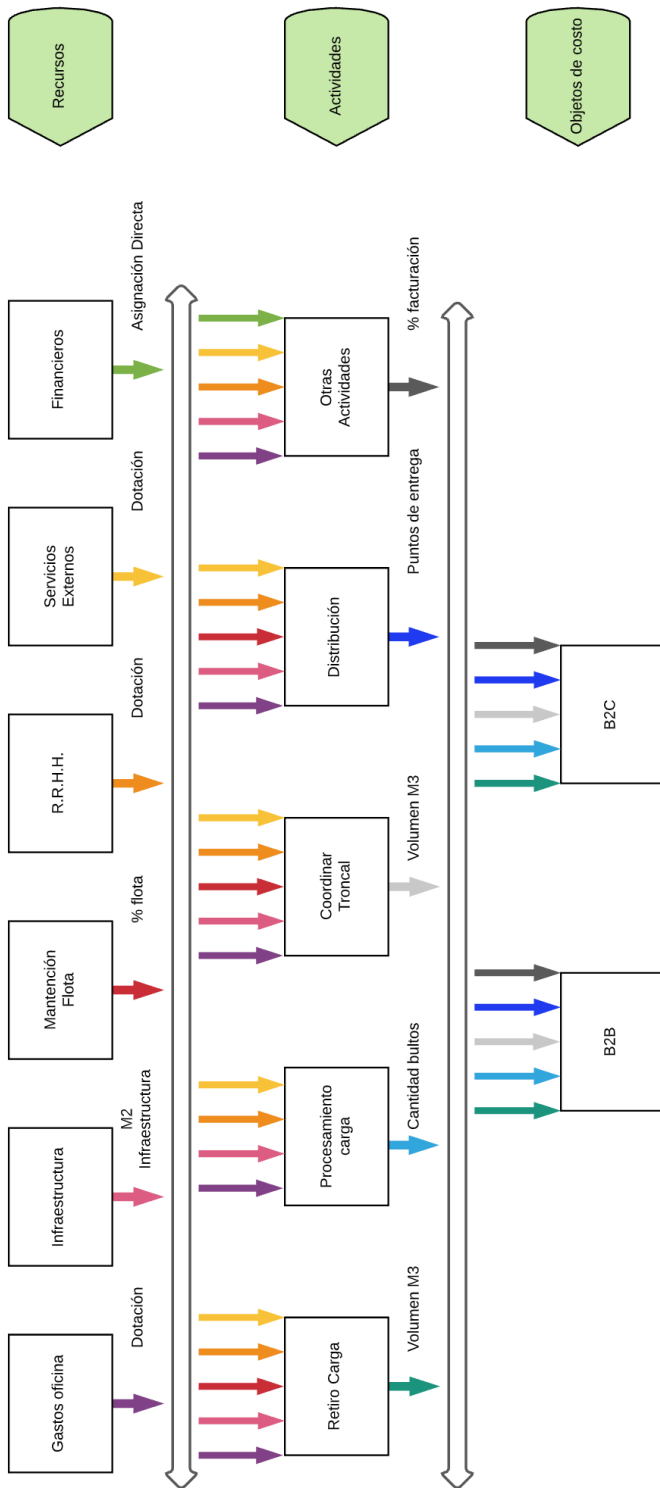 Recursos
Gastos oficina
Infraestructura
Mantención
Flota
R.R.H.H.
Servicios
Externos
Financieros
Dotación
M2
Infraestructura
% flota
Dotación
Dotación
Asignación Directa
Actividades
Retiro Carga
Procesamiento
carga
Coordinar
Troncal
Distribución
Otras
Actividades
Volumen M3
Cantidad bultos
Volumen M3
Puntos de entrega
% facturación
Objetos de costo
B2B
B2C